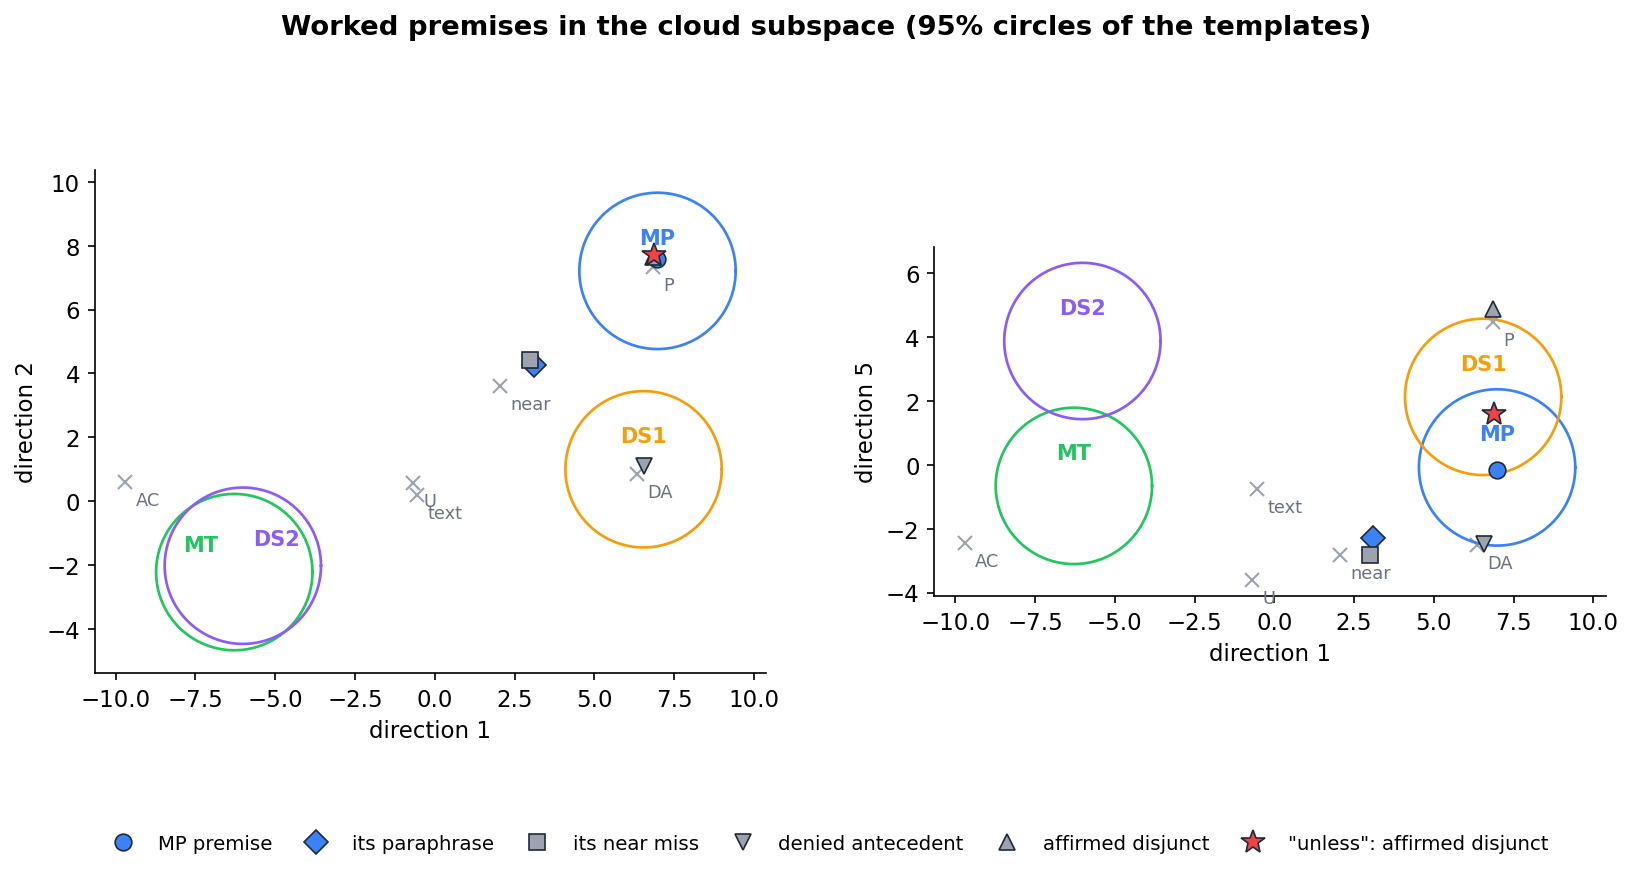 Worked premises in the cloud subspace (95% circles of the templates)
direction 2
10
8
6
4
2
0
−2
−4
MP
P
near
DS1
DA
AC
U
text
MT
DS2
−10.0 −7.5 −5.0 −2.5 0.0 2.5 5.0 7.5 10.0
direction 1
direction 5
6
4
2
0
−2
−4
DS2
P
DS1
MP
MT
text
near
DA
AC
U
−10.0 −7.5 −5.0 −2.5 0.0 2.5 5.0 7.5 10.0
direction 1
MP premise its paraphrase its near miss denied antecedent affirmed disjunct "unless": affirmed disjunct